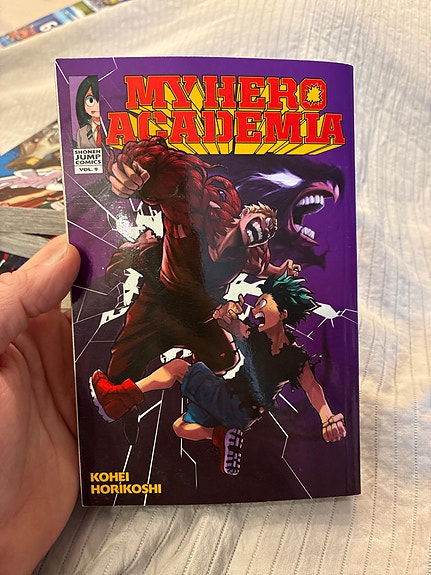 MY HERO
ACADEMIA
SHONEN
JUMP
COMICS
VOL. 9
KOHEI
HORIKOSHI